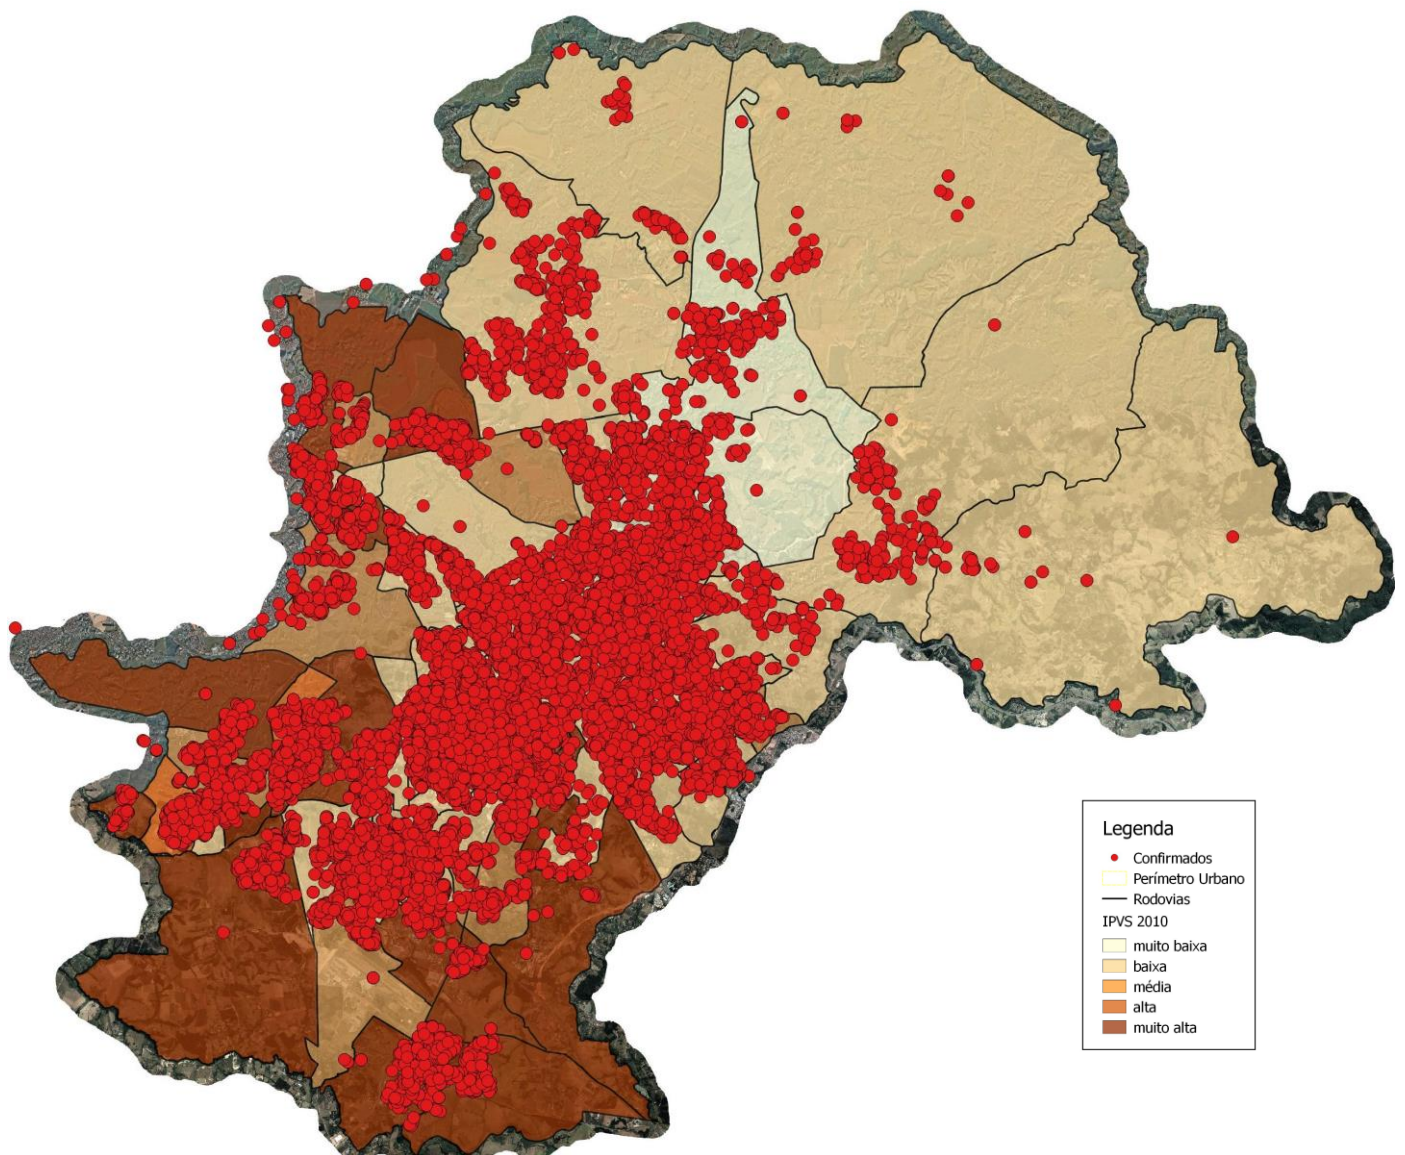 Legenda
Confirmados
Perímetro Urbano
Rodovias
IPVS 2010
muito baixa
baixa
média
alta
muito alta